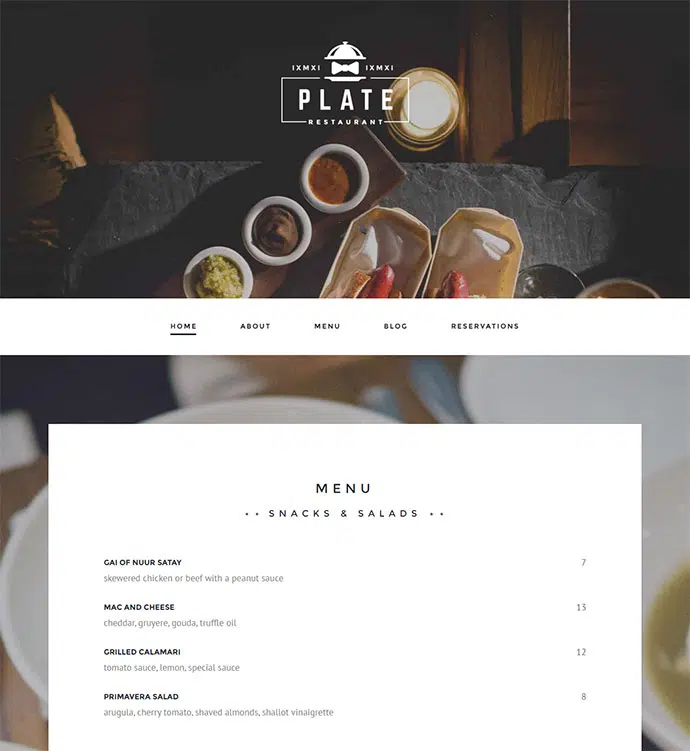 IXMXI IXMXI
PLATE
RESTAURANT
HOME ABOUT MENU BLOG RESERVATIONS
MENU
•• SNACKS & SALADS ••
GAI OF NUUR SATAY 7
skewered chicken or beef with a peanut sauce
MAC AND CHEESE 13
cheddar, gruyere, gouda, truffle oil
GRILLED CALAMARI 12
tomato sauce, lemon, special sauce
PRIMAVERA SALAD 8
arugula, cherry tomato, shaved almonds, shallot vinaigrette